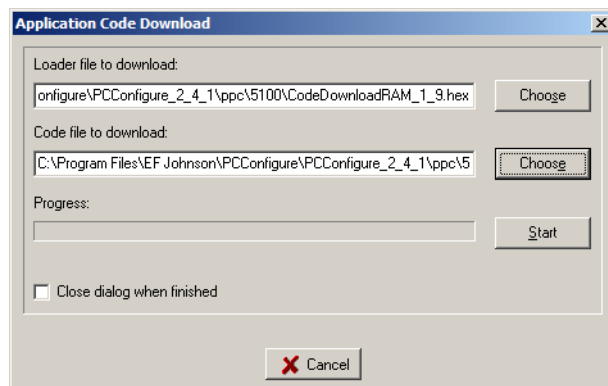 Application Code Download
Loader file to download:
onfigure\PCConfigure_2_4_1\ppc\5100\CodeDownloadRAM_1_9.hex
Choose
Code file to download:
C:\Program Files\EF Johnson\PCConfigure\PCConfigure_2_4_1\ppc\5
Choose
Progress:
Start
Close dialog when finished
Cancel